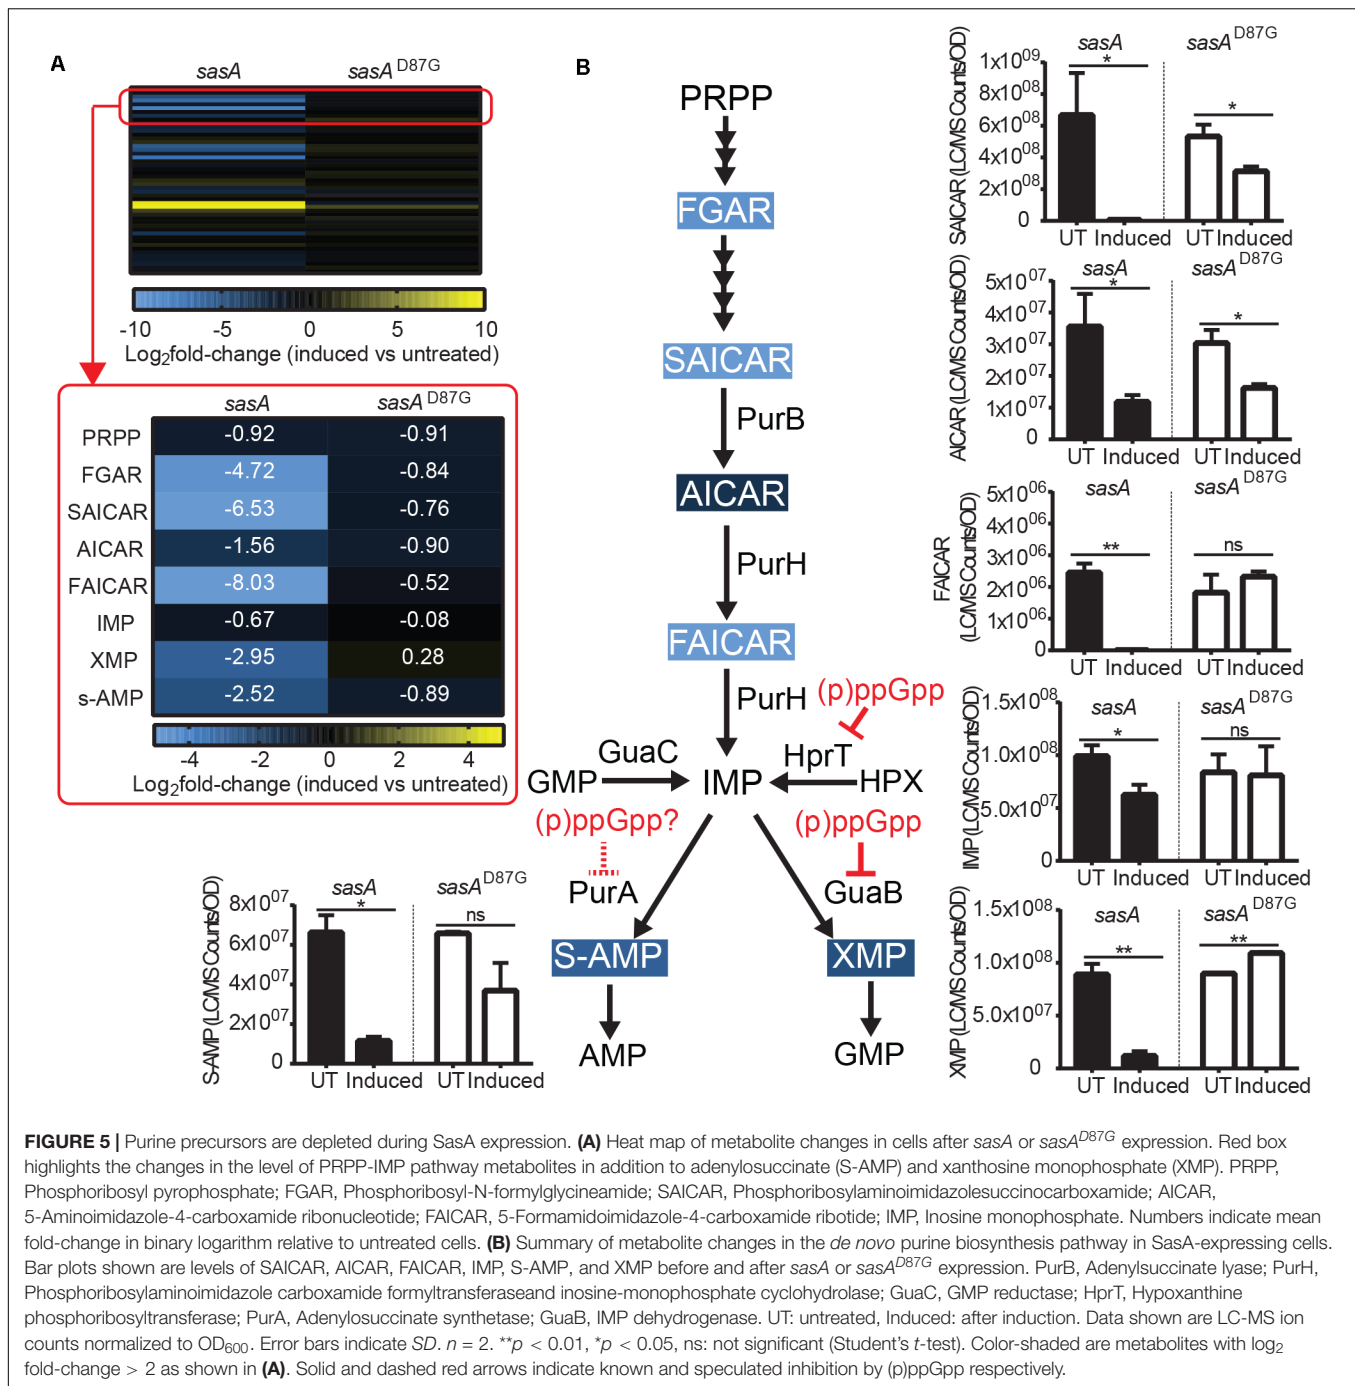 A
sasA sasA D87G
-10 -5 0 5 10
Log2fold-change (induced vs untreated)
sasA sasA D87G
PRPP -0.92 -0.91
FGAR -4.72 -0.84
SAICAR -6.53 -0.76
AICAR -1.56 -0.90
FAICAR -8.03 -0.52
IMP -0.67 -0.08
XMP -2.95 0.28
s-AMP -2.52 -0.89
-4 -2 0 2 4
Log2fold-change (induced vs untreated)
B
PRPP
FGAR
SAICAR
PurB
AICAR
PurH
FAICAR
PurH
(p)ppGpp
GuaC
HprT
GMP IMP HPX
(p)ppGpp? (p)ppGpp
PurA GuaB
S-AMP XMP
AMP GMP
S-AMP (LC/MS Counts/OD)
sasA sasA D87G
* ns
8x10^07
6x10^07
4x10^07
2x10^07
0
UT Induced UT Induced
SAICAR (LC/MS Counts/OD)
sasA sasA D87G
* *
1x10^09
8x10^08
6x10^08
4x10^08
2x10^08
0
UT Induced UT Induced
AICAR (LC/MS Counts/OD)
sasA sasA D87G
* *
5x10^07
4x10^07
3x10^07
2x10^07
1x10^07
0
UT Induced UT Induced
FAICAR
(LC/MS Counts/OD)
sasA sasA D87G
** ns
5x10^06
4x10^06
3x10^06
2x10^06
1x10^06
0
UT Induced UT Induced
IMP (LC/MS Counts/OD)
sasA sasA D87G
* ns
1.5x10^08
1.0x10^08
5.0x10^07
0
UT Induced UT Induced
XMP (LC/MS Counts/OD)
sasA sasA D87G
** **
1.5x10^08
1.0x10^08
5.0x10^07
0
UT Induced UT Induced
FIGURE 5 | Purine precursors are depleted during SasA expression. (A) Heat map of metabolite changes in cells after sasA or sasA^D87G expression. Red box
highlights the changes in the level of PRPP-IMP pathway metabolites in addition to adenylosuccinate (S-AMP) and xanthosine monophosphate (XMP). PRPP,
Phosphoribosyl pyrophosphate; FGAR, Phosphoribosyl-N-formylglycineamide; SAICAR, Phosphoribosylaminoimidazolesuccinocarboxamide; AICAR,
5-Aminoimidazole-4-carboxamide ribonucleotide; FAICAR, 5-Formamidoimidazole-4-carboxamide ribotide; IMP, Inosine monophosphate. Numbers indicate mean
fold-change in binary logarithm relative to untreated cells. (B) Summary of metabolite changes in the de novo purine biosynthesis pathway in SasA-expressing cells.
Bar plots shown are levels of SAICAR, AICAR, FAICAR, IMP, S-AMP, and XMP before and after sasA or sasA^D87G expression. PurB, Adenylsuccinate lyase; PurH,
Phosphoribosylaminoimidazole carboxamide formyltransferaseand inosine-monophosphate cyclohydrolase; GuaC, GMP reductase; HprT, Hypoxanthine
phosphoribosyltransferase; PurA, Adenylosuccinate synthetase; GuaB, IMP dehydrogenase. UT: untreated, Induced: after induction. Data shown are LC-MS ion
counts normalized to OD600. Error bars indicate SD. n = 2. **p < 0.01, *p < 0.05, ns: not significant (Student's t-test). Color-shaded are metabolites with log2
fold-change > 2 as shown in (A). Solid and dashed red arrows indicate known and speculated inhibition by (p)ppGpp respectively.